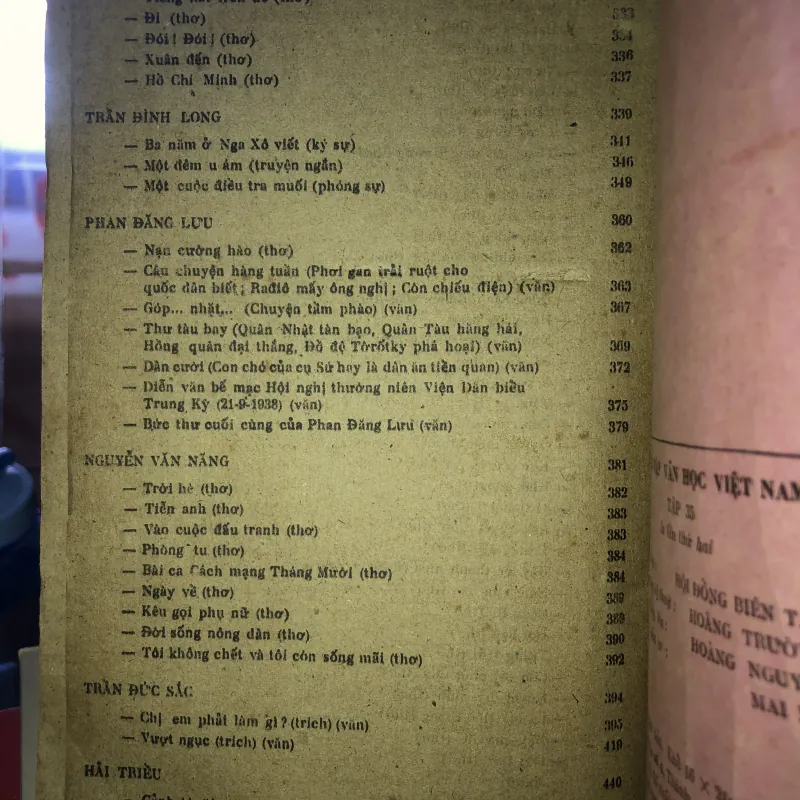 — Đi (thơ) 333
— Đói! Đói! (thơ) 334
— Xuân đến (thơ) 336
— Hồ Chí Minh (thơ) 337
TRẦN ĐÌNH LONG 339
— Ba năm ở Nga Xô viết (ký sự) 341
— Một đêm u ám (truyện ngắn) 346
— Một cuộc điều tra muối (phóng sự) 349
PHAN ĐĂNG LƯU 360
— Nạn cường hào (thơ) 362
— Câu chuyện hàng tuần (Phơi gan trải ruột cho
quốc dân biết; Rađiô mấy ông nghị; Còn chiếu điện) (văn) 363
— Góp... nhặt... (Chuyện tầm phào) (văn) 367
— Thư tàu bay (Quân Nhật tàn bạo, Quân Tàu hăng hái,
Hồng quân đại thắng, Đồ đệ Tơrốtky phá hoại) (văn) 369
— Dân cười (Con chó của cụ Sứ hay là dân ăn tiền quan) (văn) 372
— Diễn văn bế mạc Hội nghị thường niên Viện Dân biểu
Trung Kỳ (21-9-1938) (văn) 375
— Bức thư cuối cùng của Phan Đăng Lưu (văn) 379
NGUYỄN VĂN NĂNG 381
— Trời hè (thơ) 382
— Tiễn anh (thơ) 383
— Vào cuộc đấu tranh (thơ) 383
— Phòng tu (thơ) 384
— Bài ca Cách mạng Tháng Mười (thơ) 384
— Ngày về (thơ) 389
— Kêu gọi phụ nữ (thơ) 389
— Đời sống nông dân (thơ) 390
— Tôi không chết và tôi còn sống mãi (thơ) 392
TRẦN ĐỨC SẮC 394
— Chị em phải làm gì? (trích) (văn) 395
— Vượt ngục (trích) (văn) 419
HẢI TRIỀU 440
VĂN HỌC VIỆT NAM
TẬP 35
HỘI ĐỒNG BIÊN T
HOÀNG TRƯỜ
HOÀNG NGUY
MAI